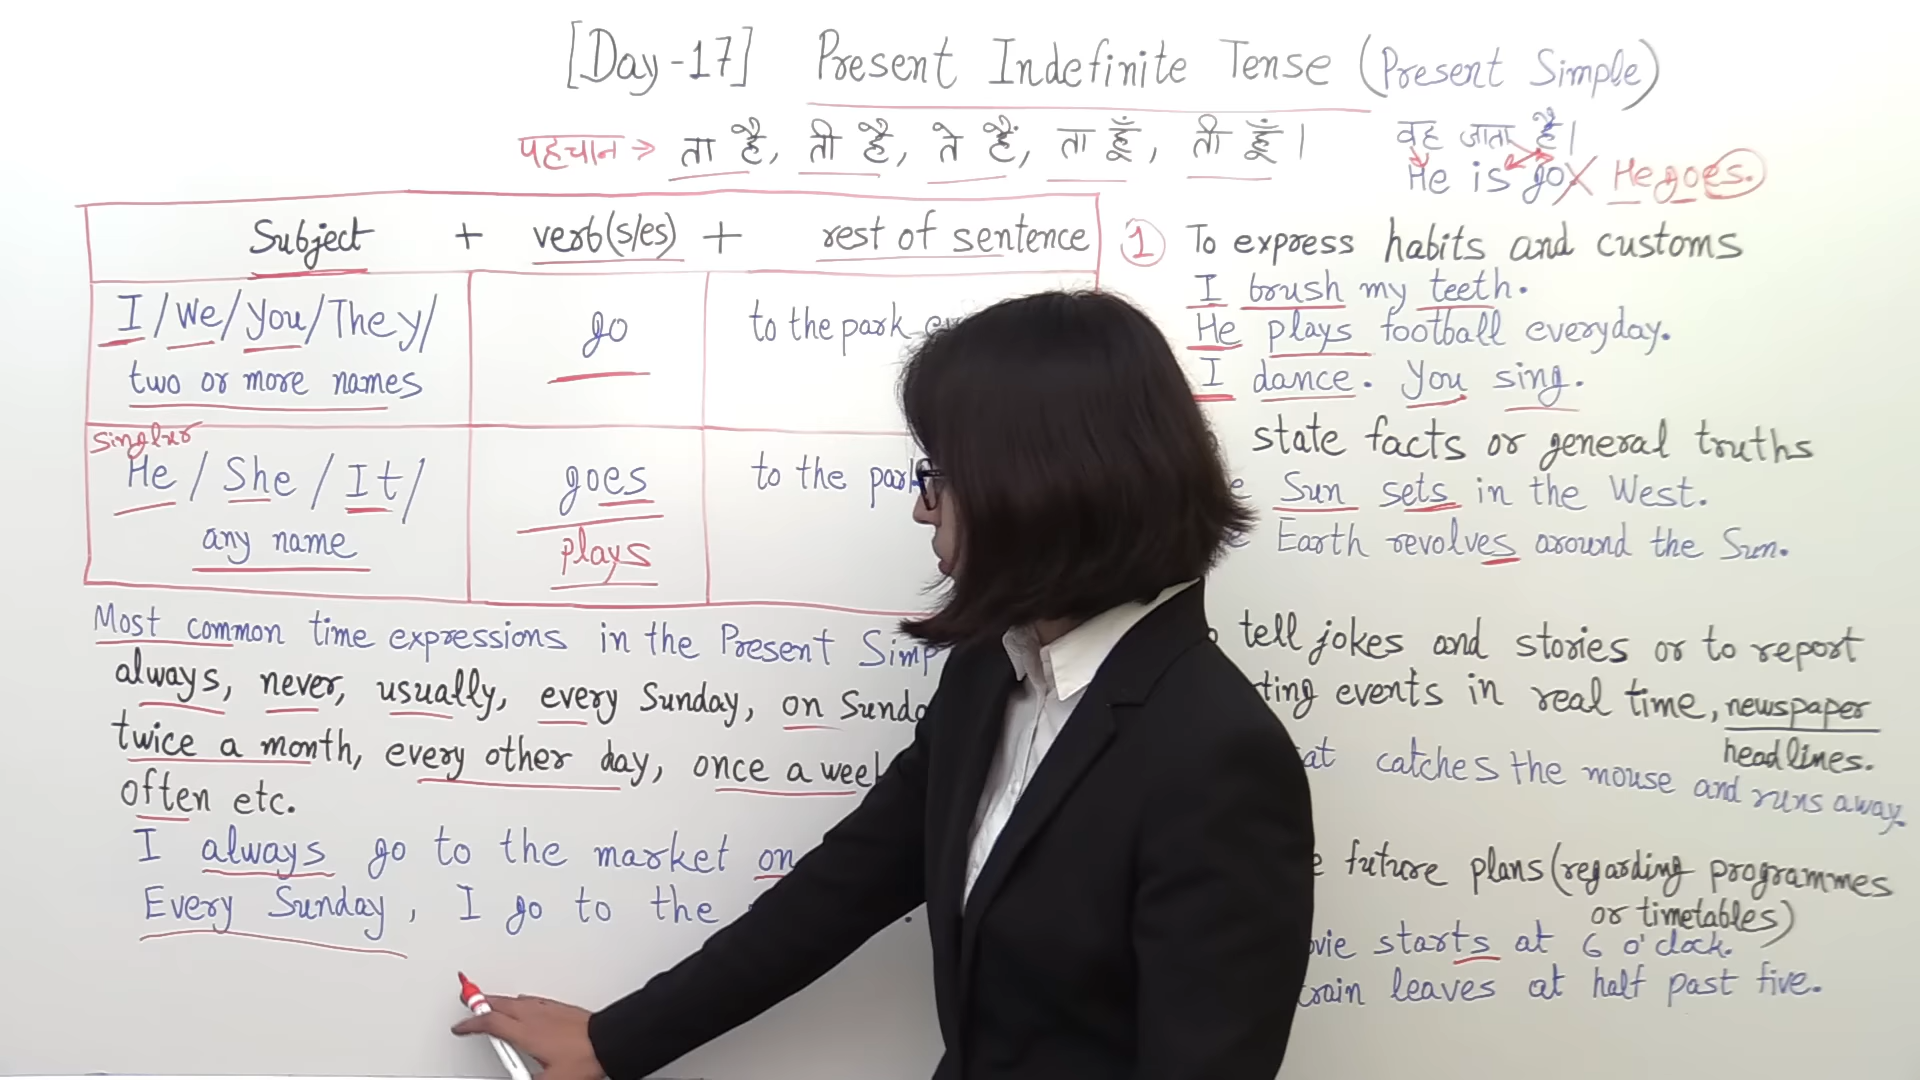 [Day-17] Present Indefinite Tense (Present Simple)
पहचान → ता है, ती है, ते हैं, ता हूँ, ती हूँ।
वह जाता है।
He is go X He goes.
Subject + verb(s/es) + rest of sentence
I/We/You/They/ go to the park
two or more names
Singlur
He / She / It / goes to the park
any name plays
Most common time expressions in the Present
always, never, usually, every Sunday, on
twice a month, every other day, once a
often etc.
I always go to the market on
Every Sunday, I go to the
1 To express habits and customs
I brush my teeth.
He plays football everyday.
I dance. You sing.
state facts or general truths
Sun sets in the West.
Earth revolves around the Sun.
tell jokes and stories or to report
events in real time, newspaper
headlines.
catches the mouse and runs away.
future plans (regarding programmes
or timetables)
starts at 6 o'clock.
leaves at half past five.